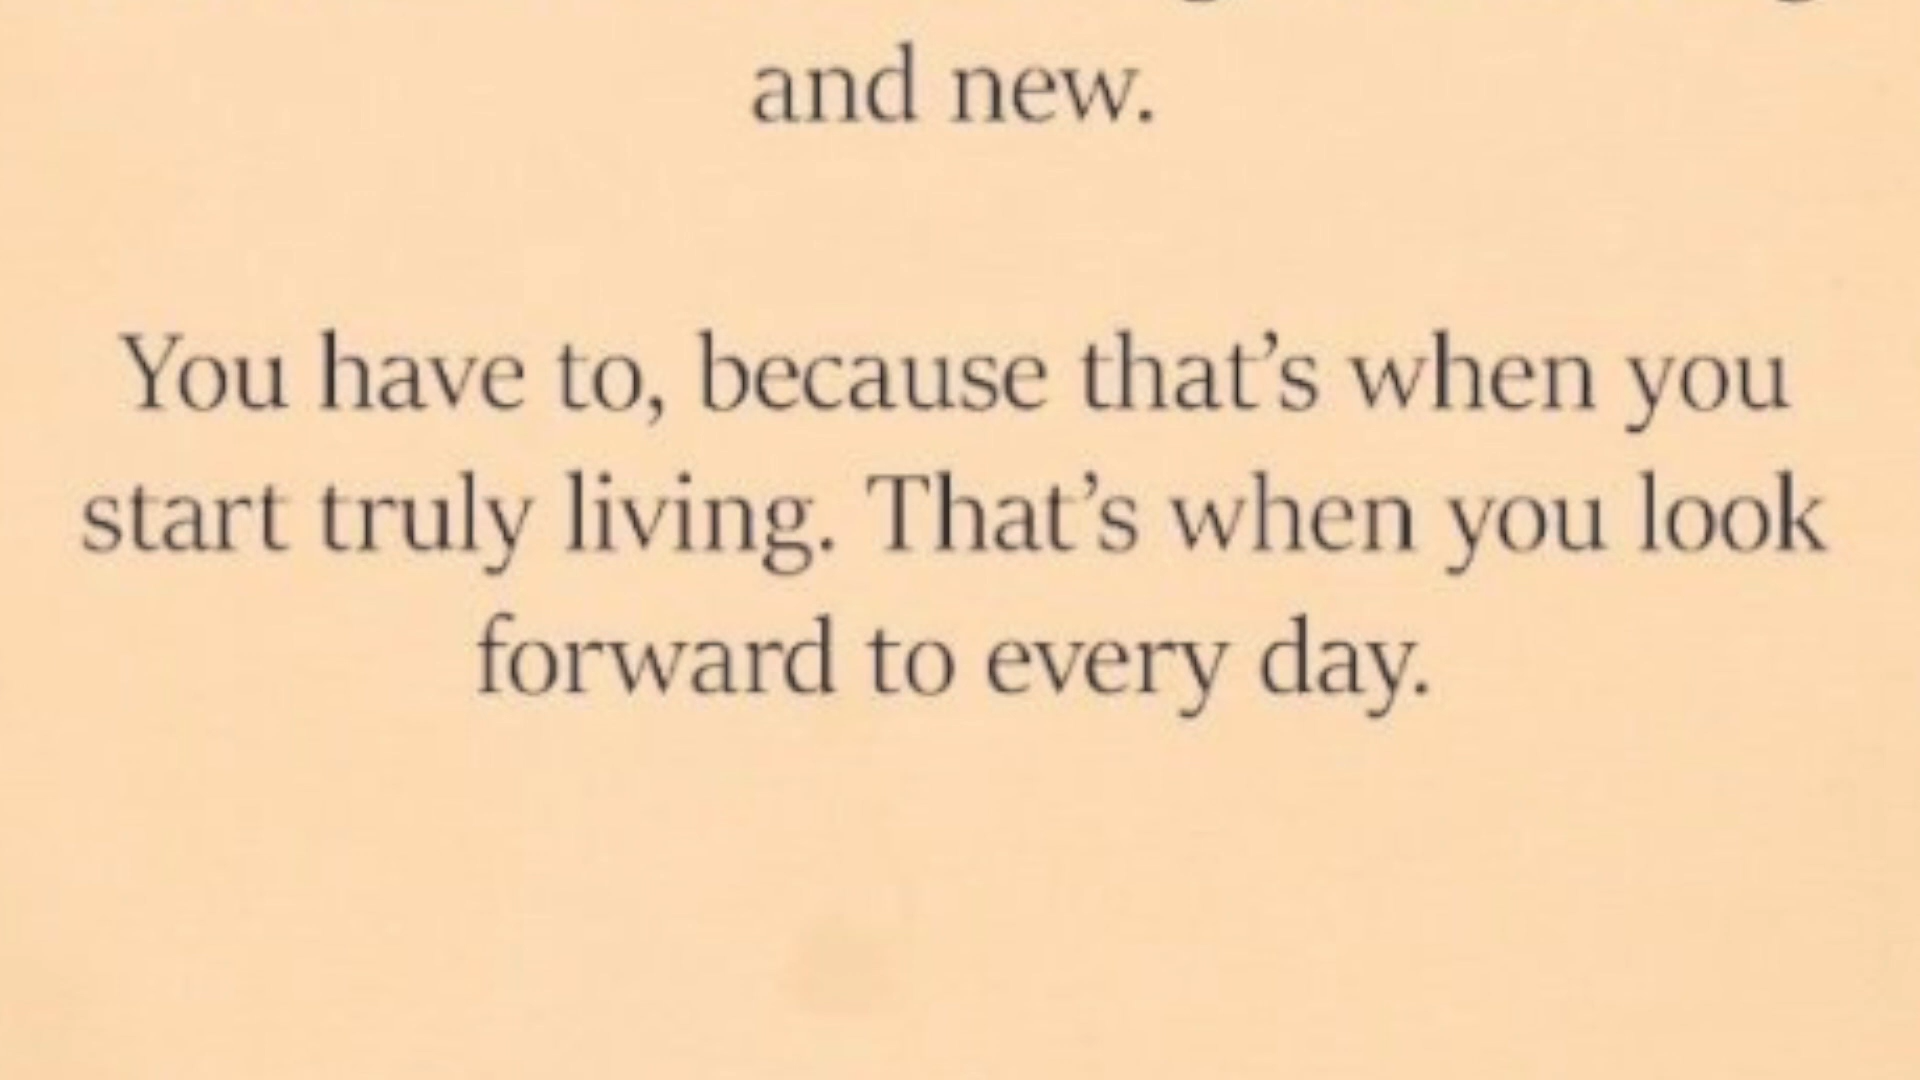 and new.
You have to, because that’s when you
start truly living. That’s when you look
forward to every day.